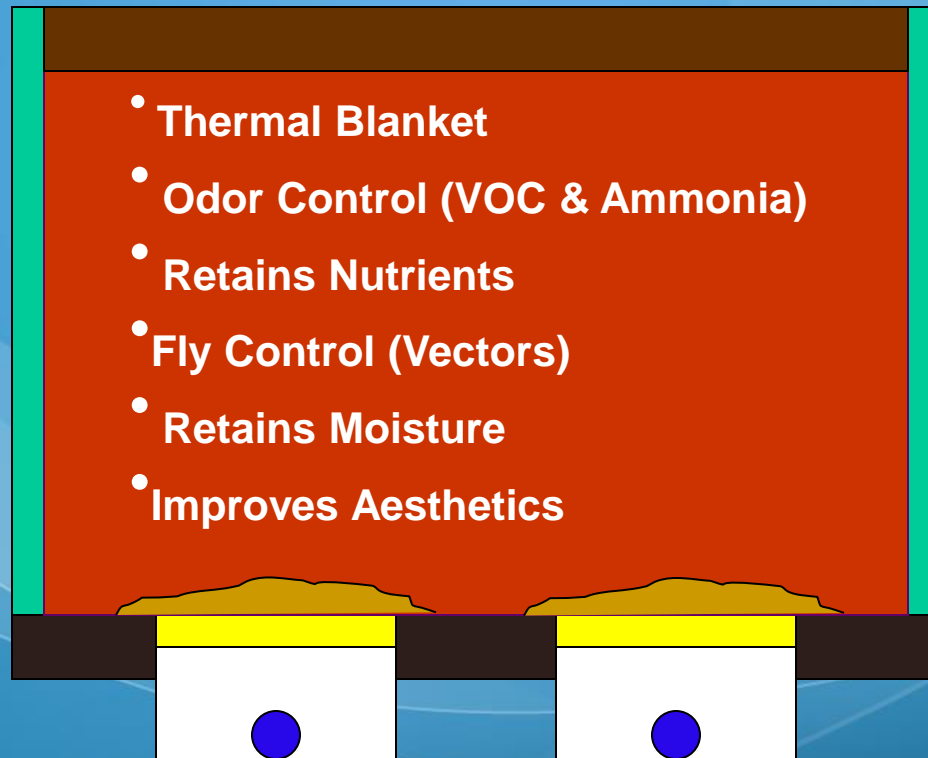 • Thermal Blanket
• Odor Control (VOC & Ammonia)
• Retains Nutrients
• Fly Control (Vectors)
• Retains Moisture
• Improves Aesthetics